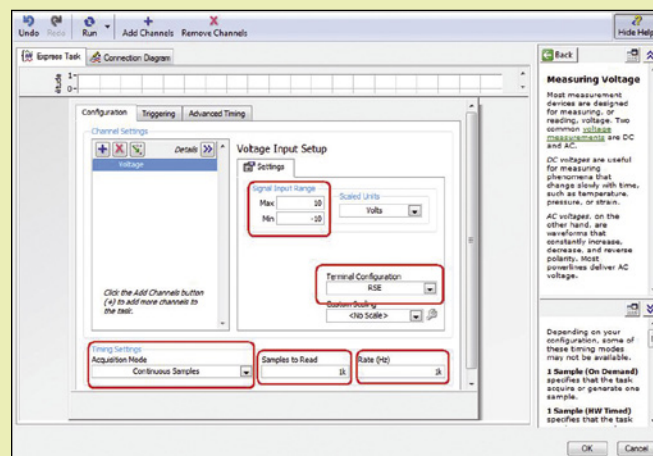 Undo Redo Run Add Channels Remove Channels Hide Help
Express Task Connection Diagram
1
0
Configuration Triggering Advanced Timing
Channel Settings
Details
Voltage
Click the Add Channels button
(+) to add more channels to
the task.
Voltage Input Setup
Settings
Signal Input Range
Max 10
Min -10
Scaled Units
Volts
Terminal Configuration
RSE
Custom Scaling
<No Scale>
Timing Settings
Acquisition Mode
Continuous Samples
Samples to Read
1k
Rate (Hz)
1k
Back
Measuring Voltage
Most measurement
devices are designed
for measuring, or
reading, voltage. Two
common voltage
measurements are DC
and AC.
DC voltages are useful
for measuring
phenomena that
change slowly with time,
such as temperature,
pressure, or strain.
AC voltages, on the
other hand, are
waveforms that
constantly increase,
decrease, and reverse
polarity. Most
powerlines deliver AC
voltage.
Depending on your
configuration, some of
these timing modes
may not be available.
1 Sample (On Demand)
specifies that the task
acquire or generate one
sample.
1 Sample (HW Timed)
specifies that the task
OK Cancel